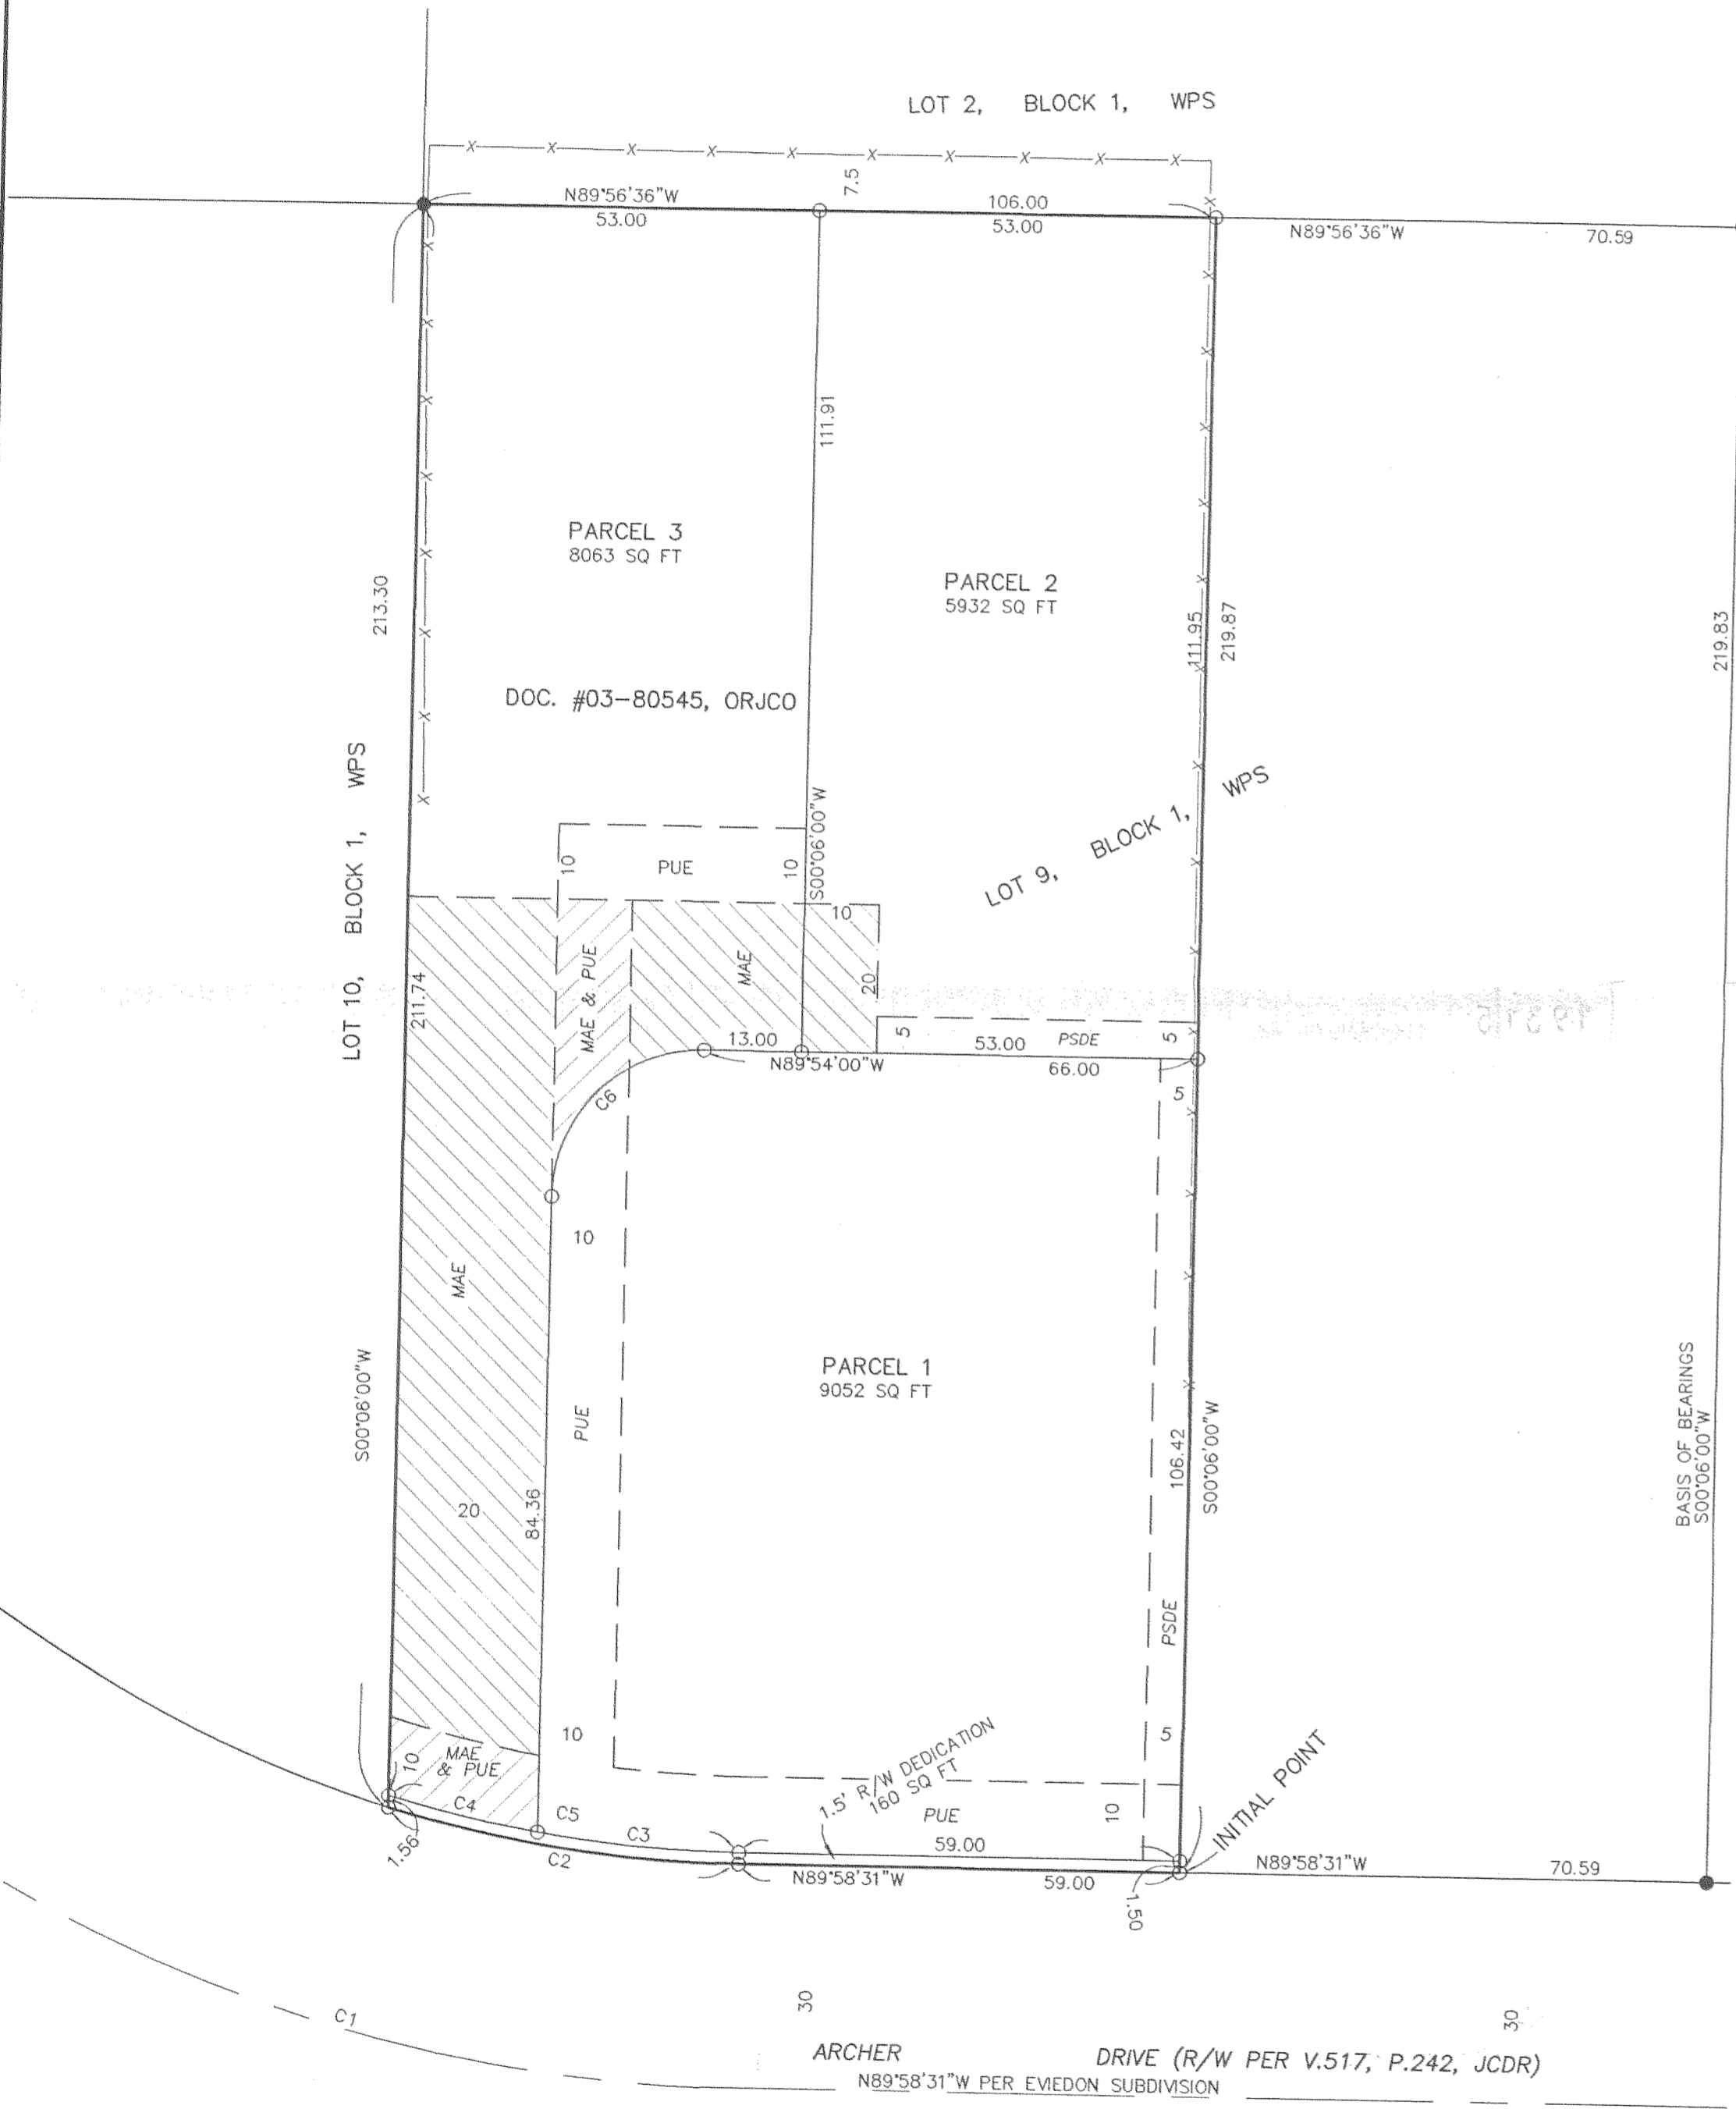 LOT 2, BLOCK 1, WPS
7.5
N89°56'36"W
53.00
106.00
53.00
N89°56'36"W
70.59
111.91
PARCEL 3
8063 SQ FT
PARCEL 2
5932 SQ FT
213.30
111.95
219.87
219.83
DOC. #03-80545, ORJCO
LOT 10, BLOCK 1, WPS
LOT 9, BLOCK 1, WPS
S00°06'00"W
10
PUE
10
10
211.74
MAE & PUE
MAE
20
13.00
5
53.00
PSDE
5
N89°54'00"W
66.00
5
C6
10
MAE
PARCEL 1
9052 SQ FT
S00°06'00"W
PUE
106.42
S00°06'00"W
BASIS OF BEARINGS
S00°06'00"W
20
84.36
PSDE
10
5
10
MAE
& PUE
1.5' R/W DEDICATION
160 SQ FT
INITIAL POINT
C4
C5
C3
PUE
10
59.00
1.56
C2
N89°58'31"W
59.00
1.50
N89°58'31"W
70.59
30
30
C1
ARCHER DRIVE (R/W PER V.517, P.242, JCDR)
N89°58'31"W PER EVIEDON SUBDIVISION